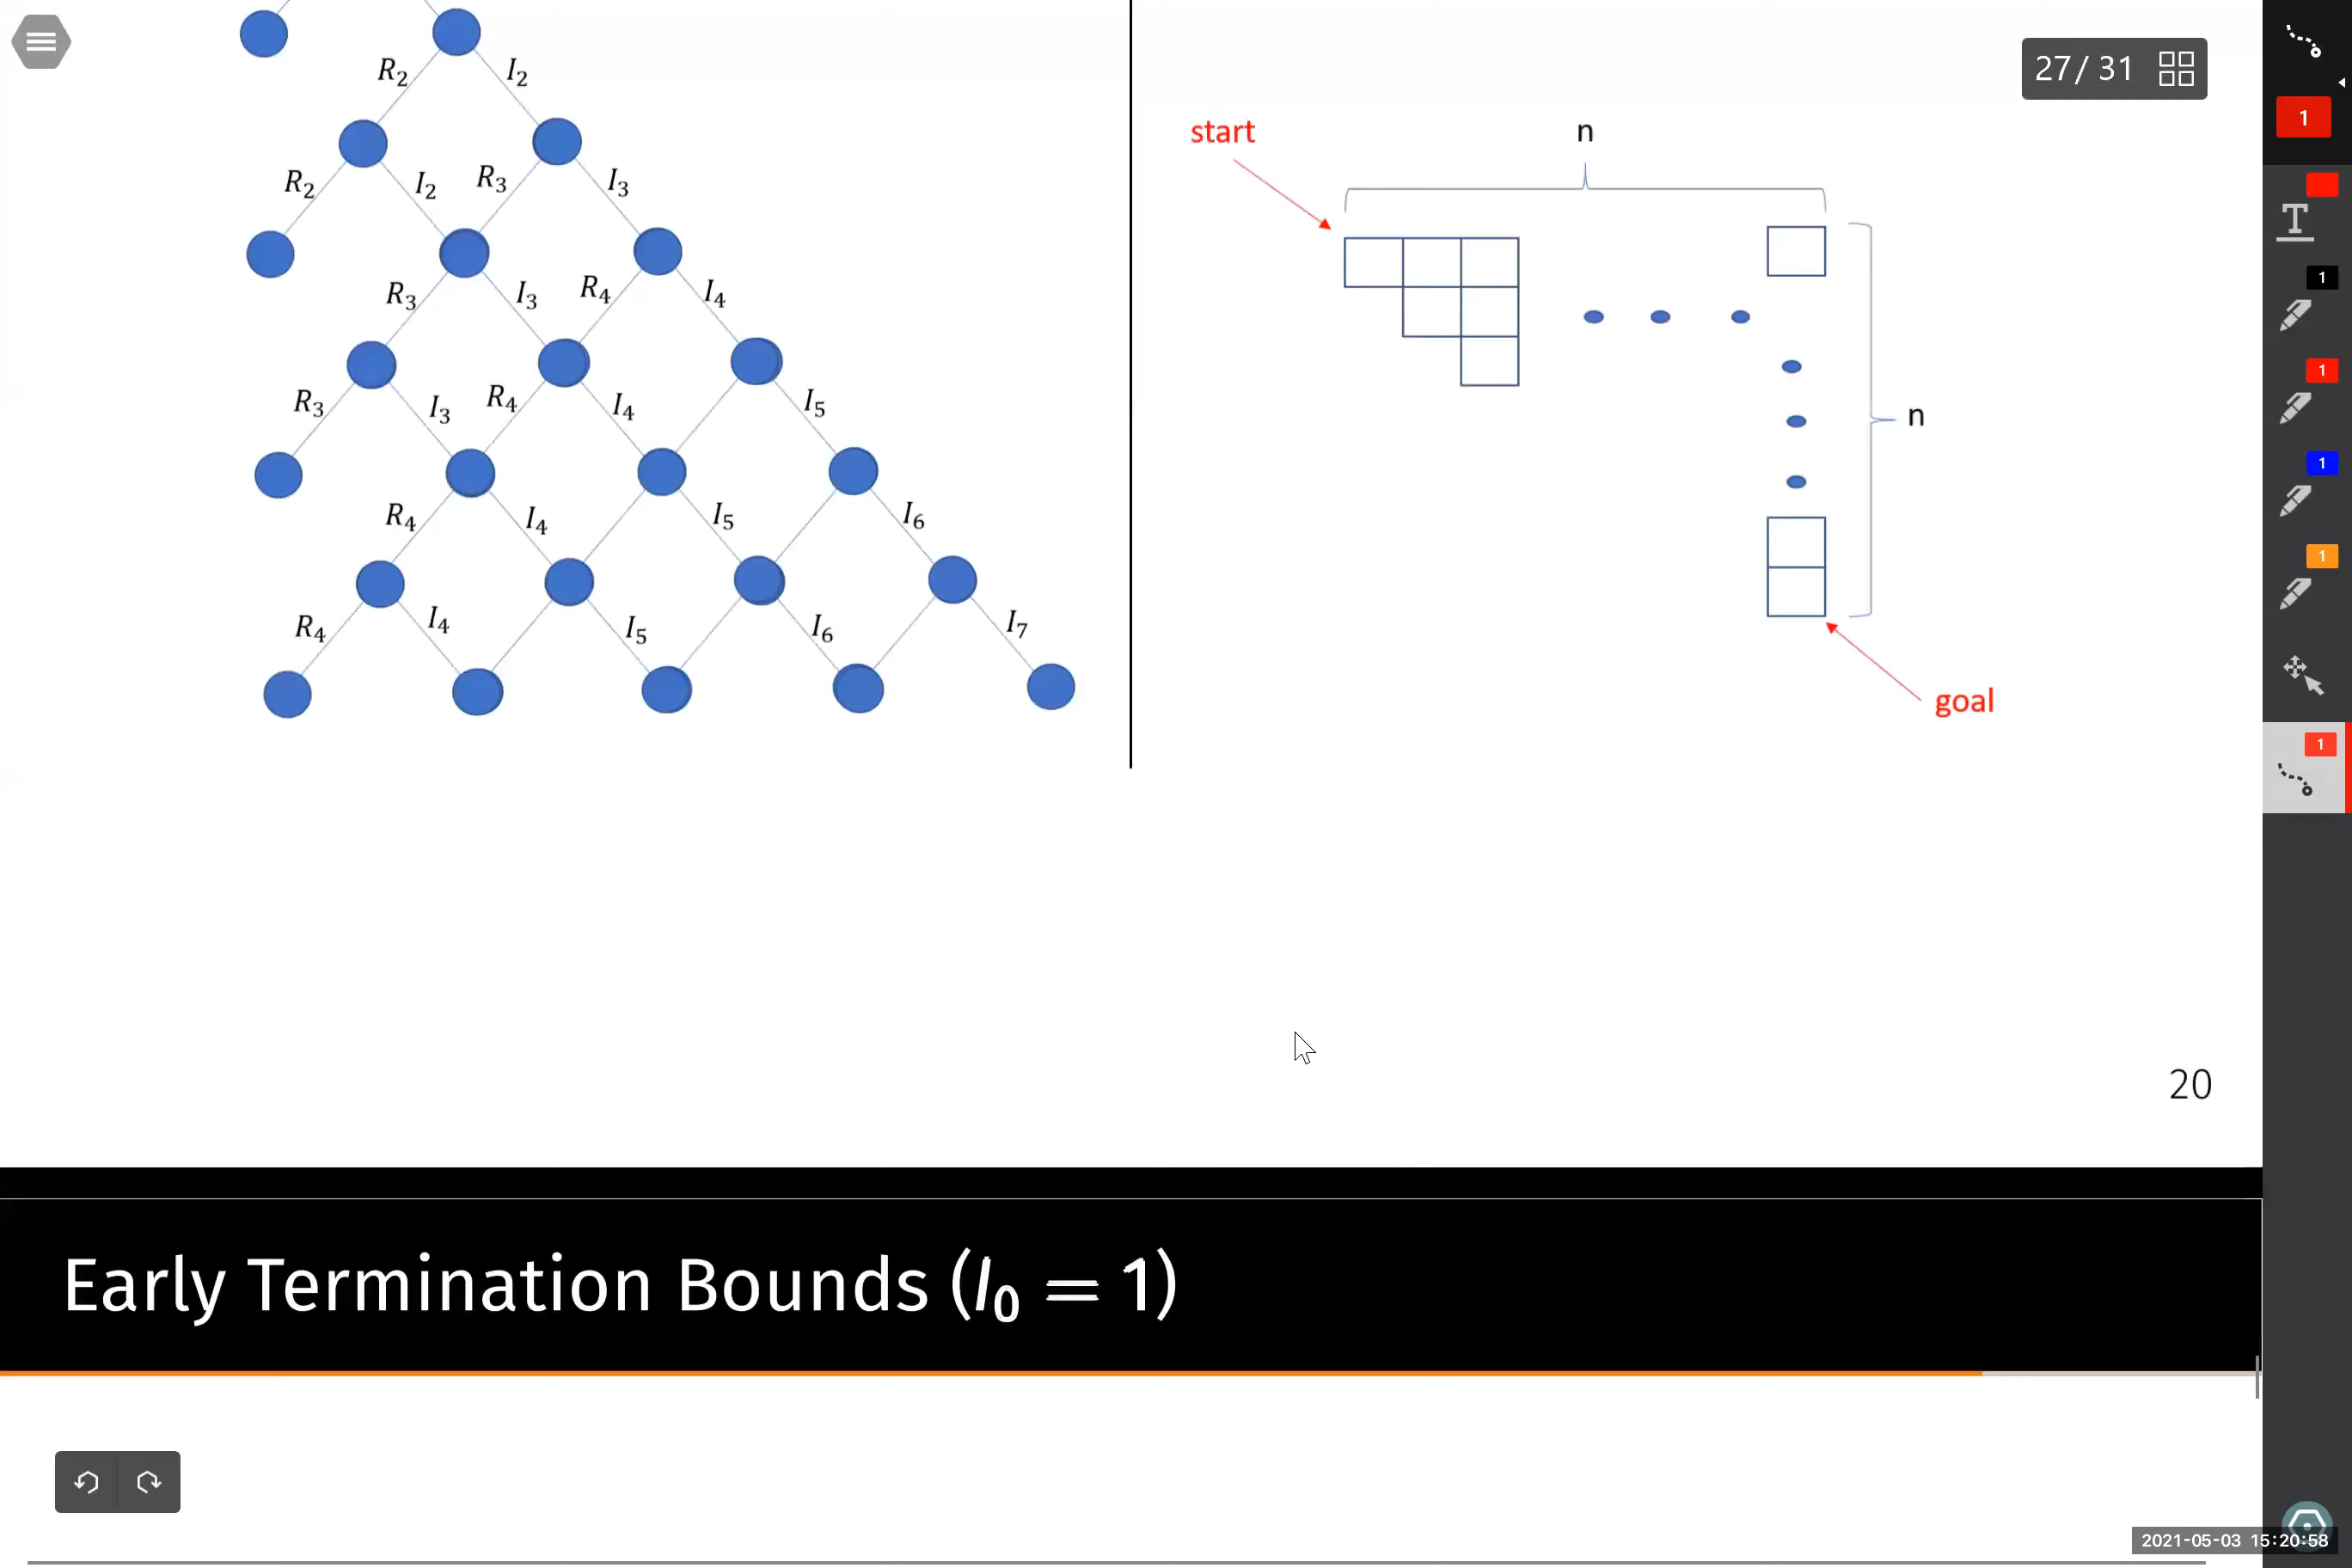 27/ 31
1
R₂ I₂
start n
R₂ I₂ R₃ I₃
1
R₃ I₃ R₄ I₄
1
R₃ I₃ R₄ I₄ I₅
n
1
R₄ I₄ I₅ I₆
1
R₄ I₄ I₅ I₆ I₇
goal
1
20
Early Termination Bounds (I₀ = 1)
2021-05-03 15:20:58